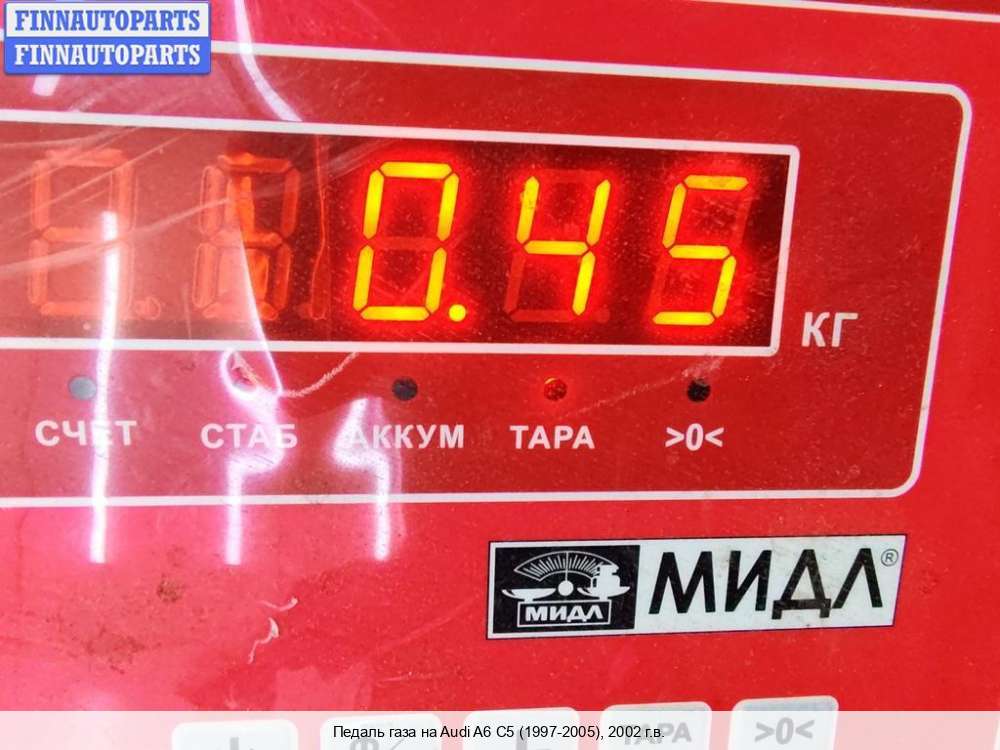 FINNAUTOPARTS
FINNAUTOPARTS
0.45
КГ
СЧЕТ СТАБ АККУМ ТАРА >0<
МИДЛ МИДЛ®
ТАРА >0<
Педаль газа на Audi A6 C5 (1997-2005), 2002 г.в.